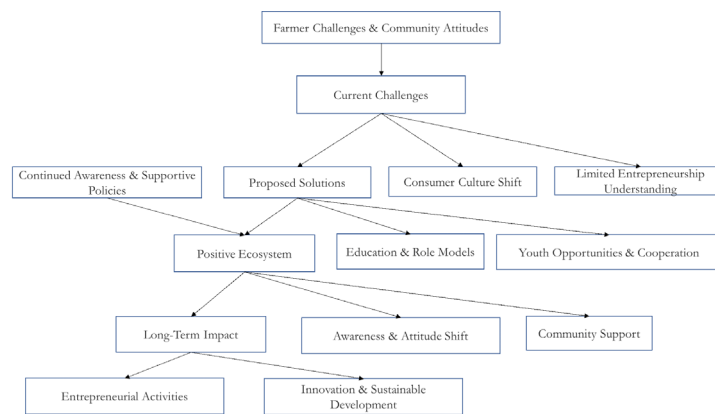 Farmer Challenges & Community Attitudes
Current Challenges
Continued Awareness & Supportive
Policies
Proposed Solutions
Consumer Culture Shift
Limited Entrepreneurship
Understanding
Positive Ecosystem
Education & Role Models
Youth Opportunities & Cooperation
Long-Term Impact
Awareness & Attitude Shift
Community Support
Entrepreneurial Activities
Innovation & Sustainable
Development